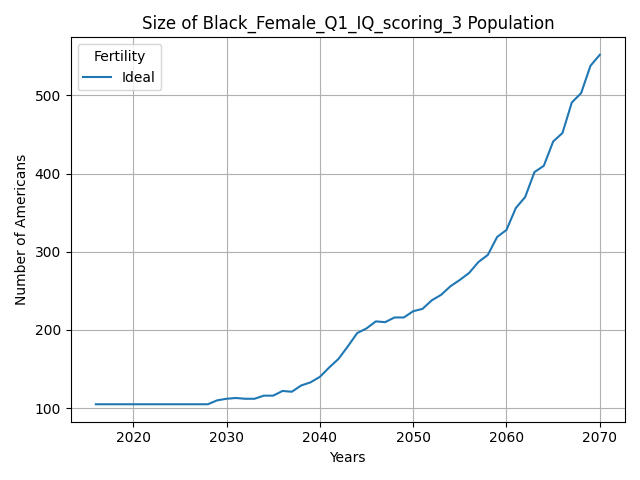 Size of Black_Female_Q1_IQ_scoring_3 Population
Fertility
Ideal
Number of Americans
500
400
300
200
100
2020 2030 2040 2050 2060 2070
Years